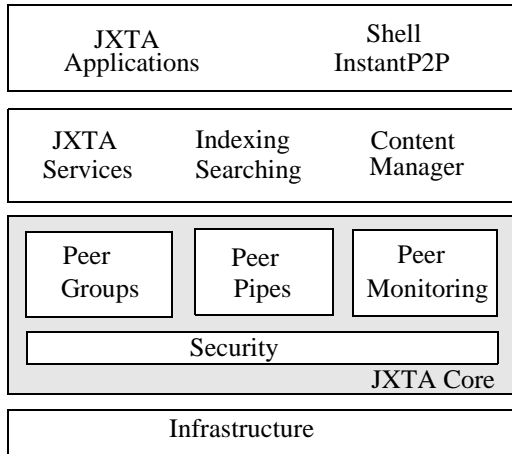 JXTA
Applications
Shell
InstantP2P
JXTA
Services
Indexing
Searching
Content
Manager
Peer
Groups
Peer
Pipes
Peer
Monitoring
Security
JXTA Core
Infrastructure